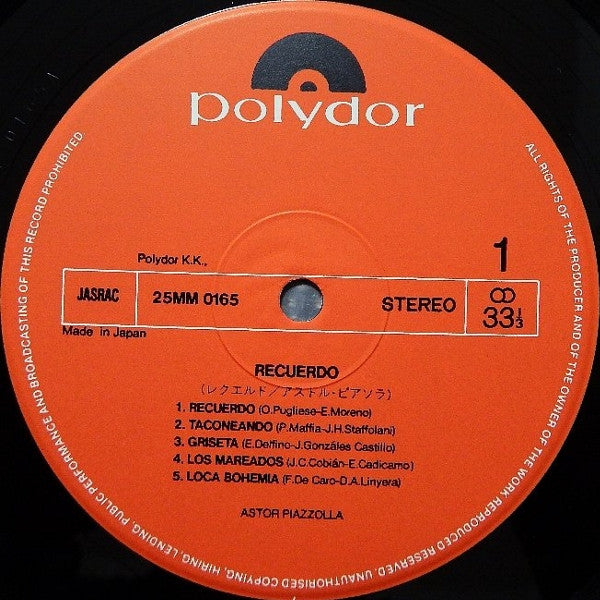 polydor
Polydor K.K.,
1
JASRAC
25MM 0165
STEREO
33 1/3
Made in Japan
RECUERDO
(レクエルド/アストル・ピアソラ)
1. RECUERDO (O.Pugliese-E.Moreno)
2. TACONEANDO (P.Maffia-J.H.Staffolani)
3. GRISETA (E.Delfino-J.Gonzáles Castillo)
4. LOS MAREADOS (J.C.Cobián-E.Cadicamo)
5. LOCA BOHEMIA (F.De Caro-D.A.Linyera)
ASTOR PIAZZOLLA
ALL RIGHTS OF THE PRODUCER AND OF THE OWNER OF THE WORK REPRODUCED RESERVED. UNAUTHORISED COPYING, HIRING, LENDING, PUBLIC PERFORMANCE AND BROADCASTING OF THIS RECORD PROHIBITED.